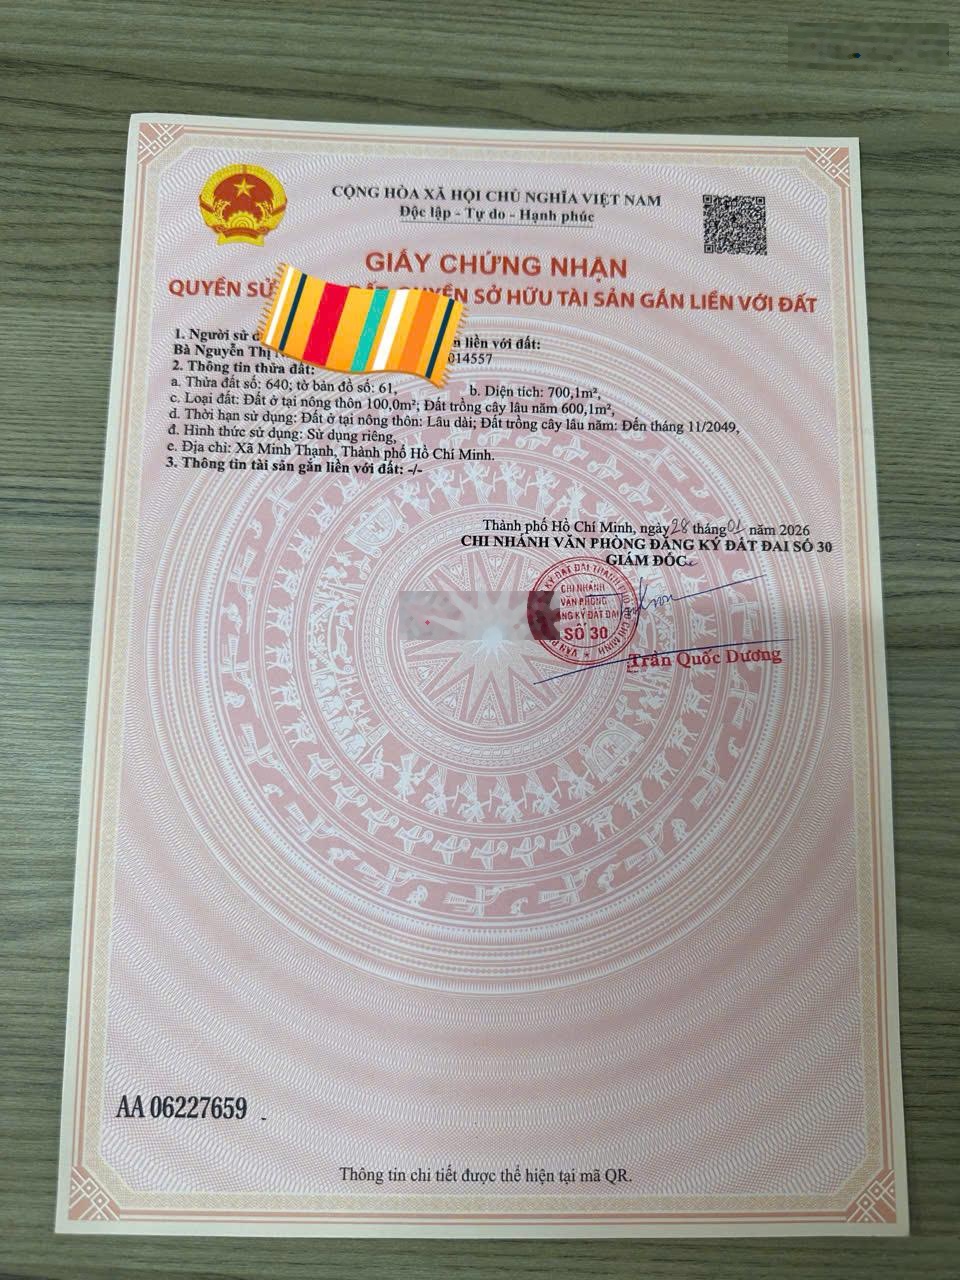 CỘNG HÒA XÃ HỘI CHỦ NGHĨA VIỆT NAM
Độc lập - Tự do - Hạnh phúc
GIẤY CHỨNG NHẬN
QUYỀN SỬ ĐẤT, QUYỀN SỞ HỮU TÀI SẢN GẮN LIỀN VỚI ĐẤT
1. Người sử liền với đất:
Bà Nguyễn Thị 014557
2. Thông tin thửa đất:
a. Thửa đất số: 640; tờ bản đồ số: 61, b. Diện tích: 700,1m²,
c. Loại đất: Đất ở tại nông thôn 100,0m²; Đất trồng cây lâu năm 600,1m²,
d. Thời hạn sử dụng: Đất ở tại nông thôn: Lâu dài; Đất trồng cây lâu năm: Đến tháng 11/2049,
đ. Hình thức sử dụng: Sử dụng riêng,
e. Địa chỉ: Xã Minh Thạnh, Thành phố Hồ Chí Minh.
3. Thông tin tài sản gắn liền với đất: -/-
Thành phố Hồ Chí Minh, ngày 28 tháng 01 năm 2026
CHI NHÁNH VĂN PHÒNG ĐĂNG KÝ ĐẤT ĐAI SỐ 30
GIÁM ĐỐC
CHI NHÁNH
VĂN PHÒNG
ĐĂNG KÝ ĐẤT ĐAI
SỐ 30
Trần Quốc Dương
AA 06227659
Thông tin chi tiết được thể hiện tại mã QR.